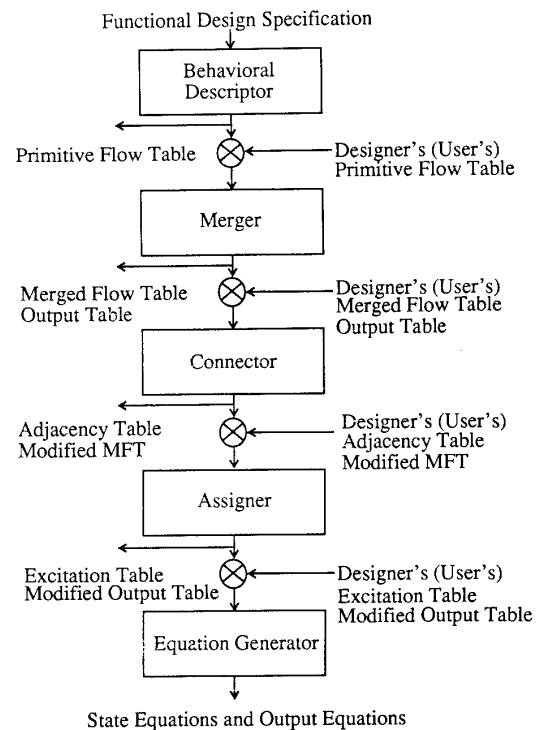 Functional Design Specification
Behavioral
Descriptor
Primitive Flow Table
Designer's (User's)
Primitive Flow Table
Merger
Merged Flow Table
Output Table
Designer's (User's)
Merged Flow Table
Output Table
Connector
Adjacency Table
Modified MFT
Designer's (User's)
Adjacency Table
Modified MFT
Assigner
Excitation Table
Modified Output Table
Designer's (User's)
Excitation Table
Modified Output Table
Equation Generator
State Equations and Output Equations